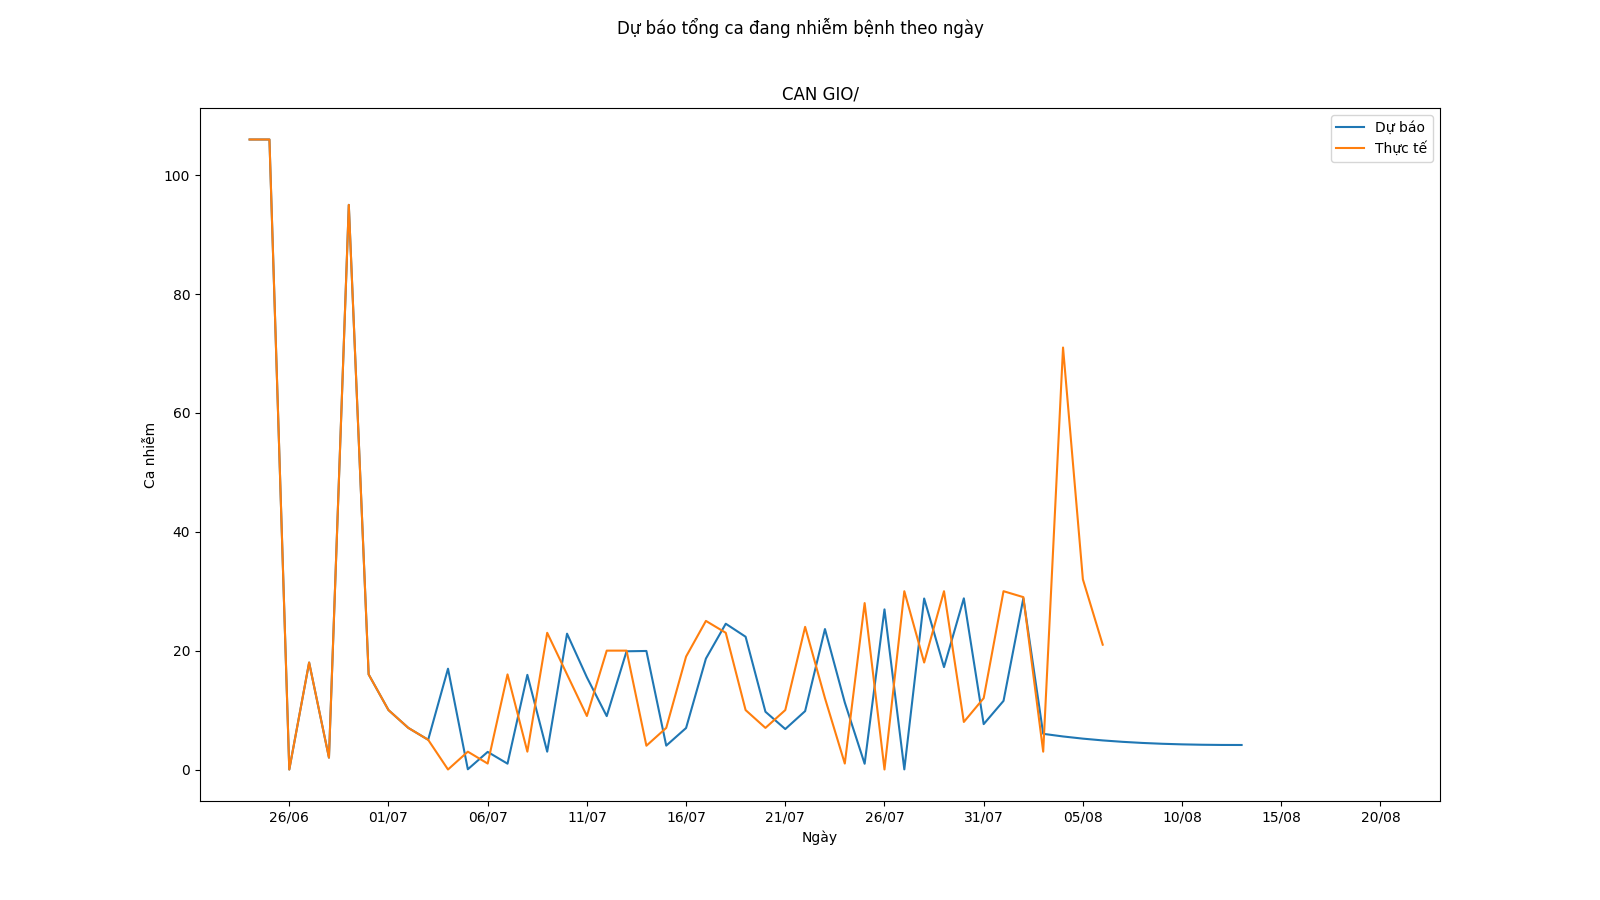 Dự báo tổng ca đang nhiễm bệnh theo ngày
CAN GIO/
Dự báo
Thực tế
Ca nhiễm
100
80
60
40
20
0
26/06 01/07 06/07 11/07 16/07 21/07 26/07 31/07 05/08 10/08 15/08 20/08
Ngày